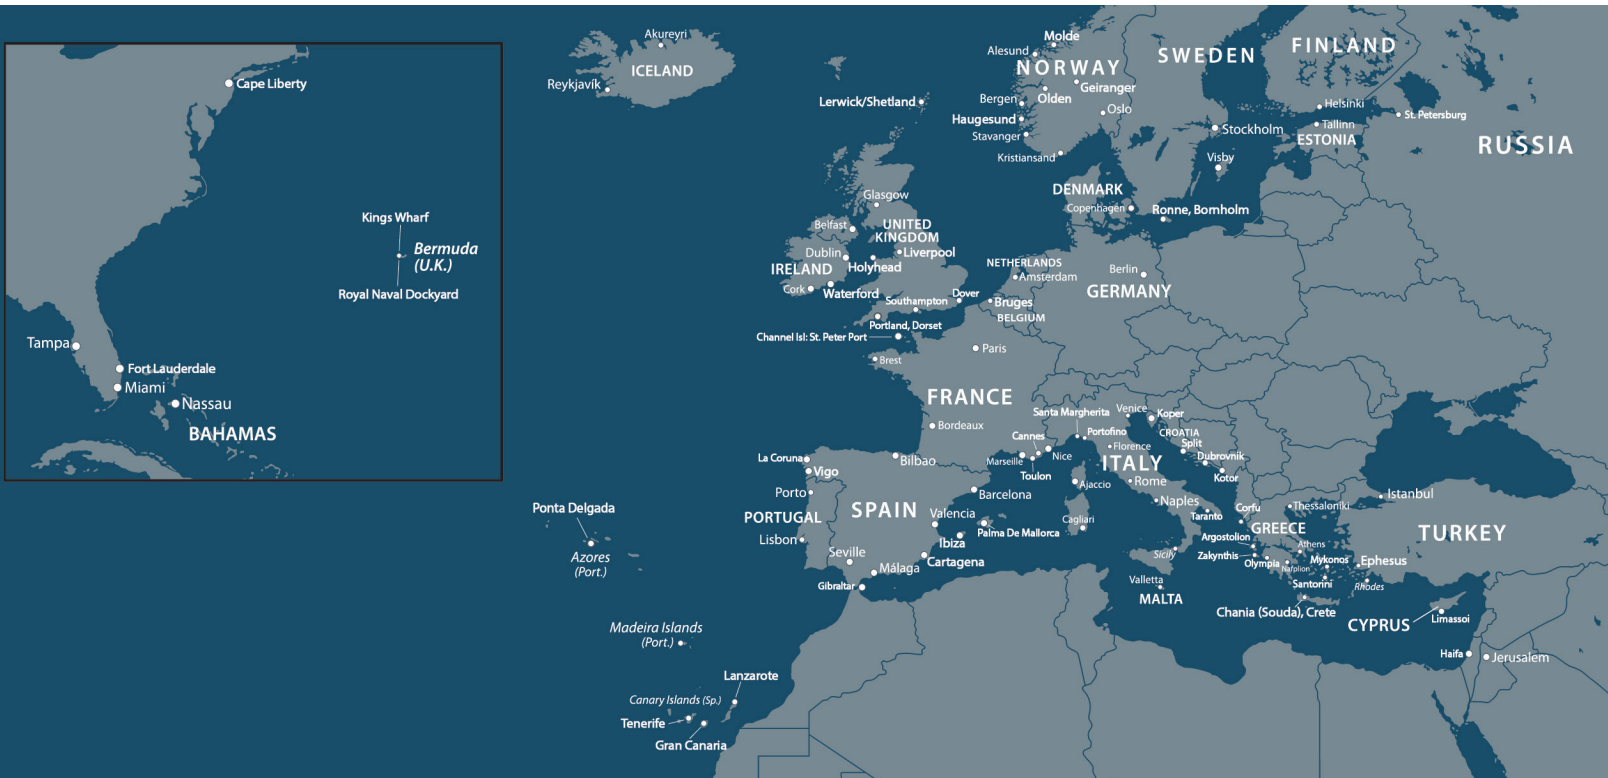 Cape Liberty
Kings Wharf
Bermuda
(U.K.)
Royal Naval Dockyard
Tampa
Fort Lauderdale
Miami
Nassau
BAHAMAS
Akureyri
ICELAND
Reykjavík
Lerwick/Shetland
Molde
Alesund
NORWAY
Geiranger
Olden
Bergen
Oslo
Haugesund
Stavanger
Kristiansand
SWEDEN
FINLAND
Helsinki
St. Petersburg
Stockholm
Tallinn
ESTONIA
RUSSIA
Visby
DENMARK
Copenhagen
Ronne, Bornholm
Glasgow
Belfast
UNITED
KINGDOM
Dublin
Liverpool
IRELAND
Holyhead
Cork
Waterford
Southampton
Dover
Portland, Dorset
Channel Isl: St. Peter Port
NETHERLANDS
Amsterdam
Berlin
GERMANY
Bruges
BELGIUM
Brest
Paris
FRANCE
Bordeaux
Santa Margherita
Venice
Koper
Portofino
CROATIA
Cannes
Florence
Split
Marseille
Nice
Toulon
ITALY
Dubrovnik
Kotor
La Coruna
Bilbao
Vigo
Porto
PORTUGAL
SPAIN
Barcelona
Ajaccio
Rome
Naples
Lisbon
Valencia
Palma De Mallorca
Cagliari
Taranto
Corfu
Thessaloniki
Istanbul
Ibiza
Seville
Cartagena
Málaga
Gibraltar
Sicily
Valletta
MALTA
GREECE
Argostolion
Athens
Zakynthis
Olympia
Nafplion
Mykonos
Ephesus
Santorini
Rhodes
TURKEY
Chania (Souda), Crete
CYPRUS
Limassoi
Haifa
Jerusalem
Ponta Delgada
Azores
(Port.)
Madeira Islands
(Port.)
Lanzarote
Canary Islands (Sp.)
Tenerife
Gran Canaria